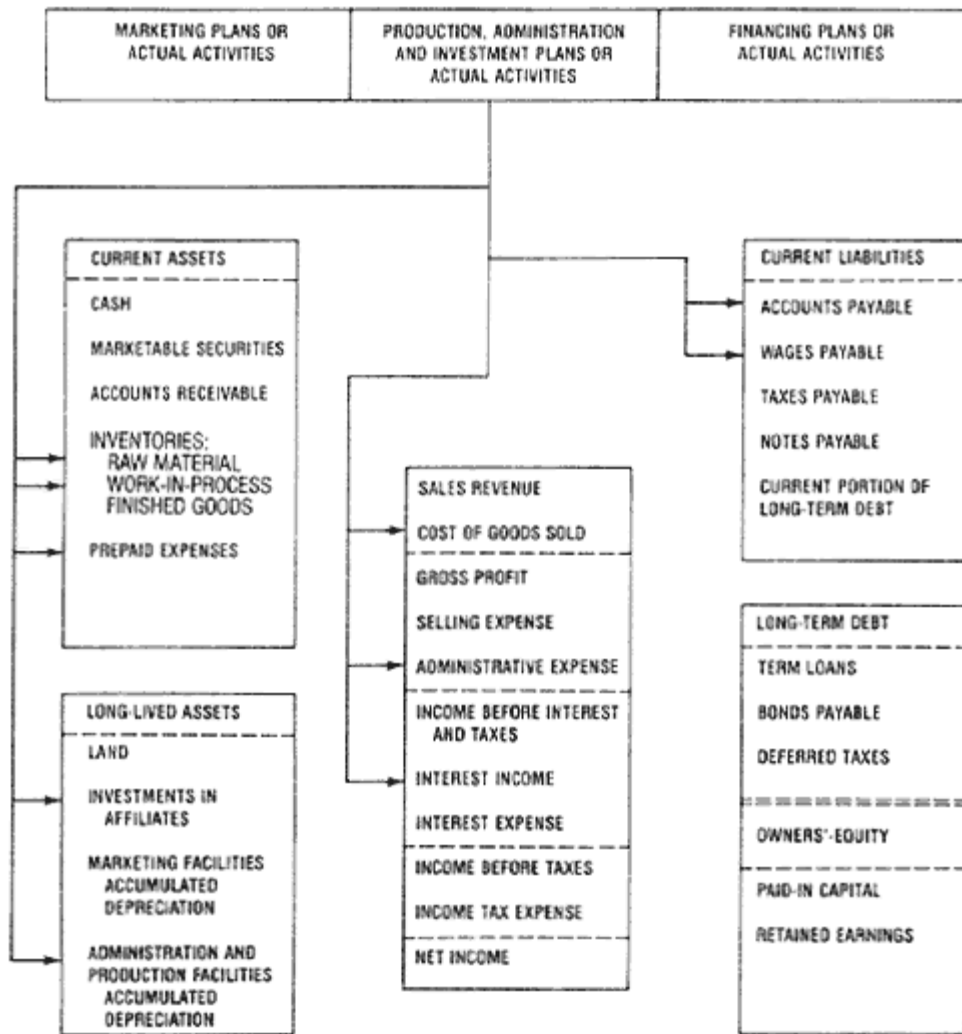 MARKETING PLANS OR
ACTUAL ACTIVITIES
PRODUCTION, ADMINISTRATION
AND INVESTMENT PLANS OR
ACTUAL ACTIVITIES
FINANCING PLANS OR
ACTUAL ACTIVITIES
CURRENT ASSETS
CASH
MARKETABLE SECURITIES
ACCOUNTS RECEIVABLE
INVENTORIES:
RAW MATERIAL
WORK-IN-PROCESS
FINISHED GOODS
PREPAID EXPENSES
LONG-LIVED ASSETS
LAND
INVESTMENTS IN
AFFILIATES
MARKETING FACILITIES
ACCUMULATED
DEPRECIATION
ADMINISTRATION AND
PRODUCTION FACILITIES
ACCUMULATED
DEPRECIATION
SALES REVENUE
COST OF GOODS SOLD
GROSS PROFIT
SELLING EXPENSE
ADMINISTRATIVE EXPENSE
INCOME BEFORE INTEREST
AND TAXES
INTEREST INCOME
INTEREST EXPENSE
INCOME BEFORE TAXES
INCOME TAX EXPENSE
NET INCOME
CURRENT LIABILITIES
ACCOUNTS PAYABLE
WAGES PAYABLE
TAXES PAYABLE
NOTES PAYABLE
CURRENT PORTION OF
LONG-TERM DEBT
LONG-TERM DEBT
TERM LOANS
BONDS PAYABLE
DEFERRED TAXES
OWNERS'-EQUITY
PAID-IN CAPITAL
RETAINED EARNINGS